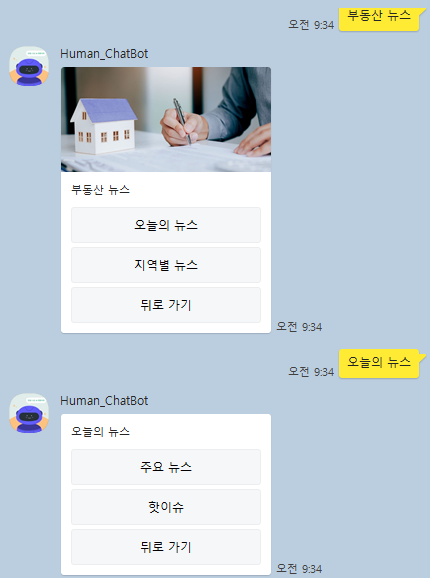 부동산 뉴스
오전 9:34
Human_ChatBot
부동산 뉴스
오늘의 뉴스
지역별 뉴스
뒤로 가기
오전 9:34
오늘의 뉴스
오전 9:34
Human_ChatBot
오늘의 뉴스
주요 뉴스
핫이슈
뒤로 가기
오전 9:34